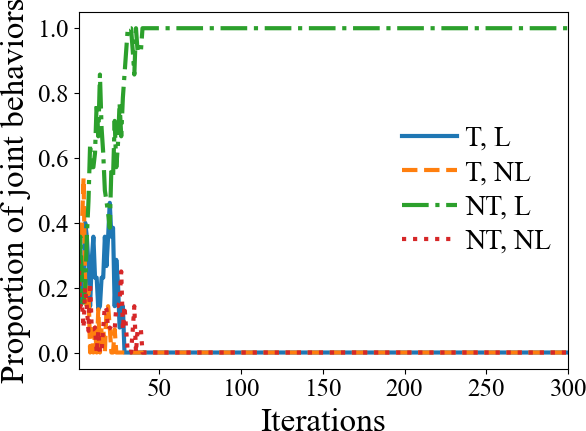 Proportion of joint behaviors
1.0
0.8
0.6
0.4
0.2
0.0
T, L
T, NL
NT, L
NT, NL
50 100 150 200 250 300
Iterations